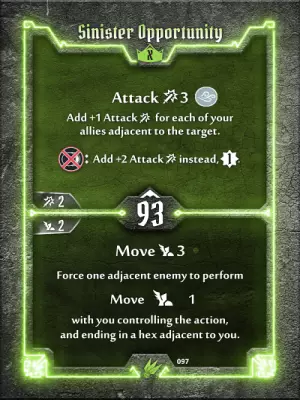 Sinister Opportunity
X
Attack 3
Add +1 Attack for each of your
allies adjacent to the target.
: Add +2 Attack instead, 1.
2
93
2
Move 3
Force one adjacent enemy to perform
Move 1
with you controlling the action,
and ending in a hex adjacent to you.
097